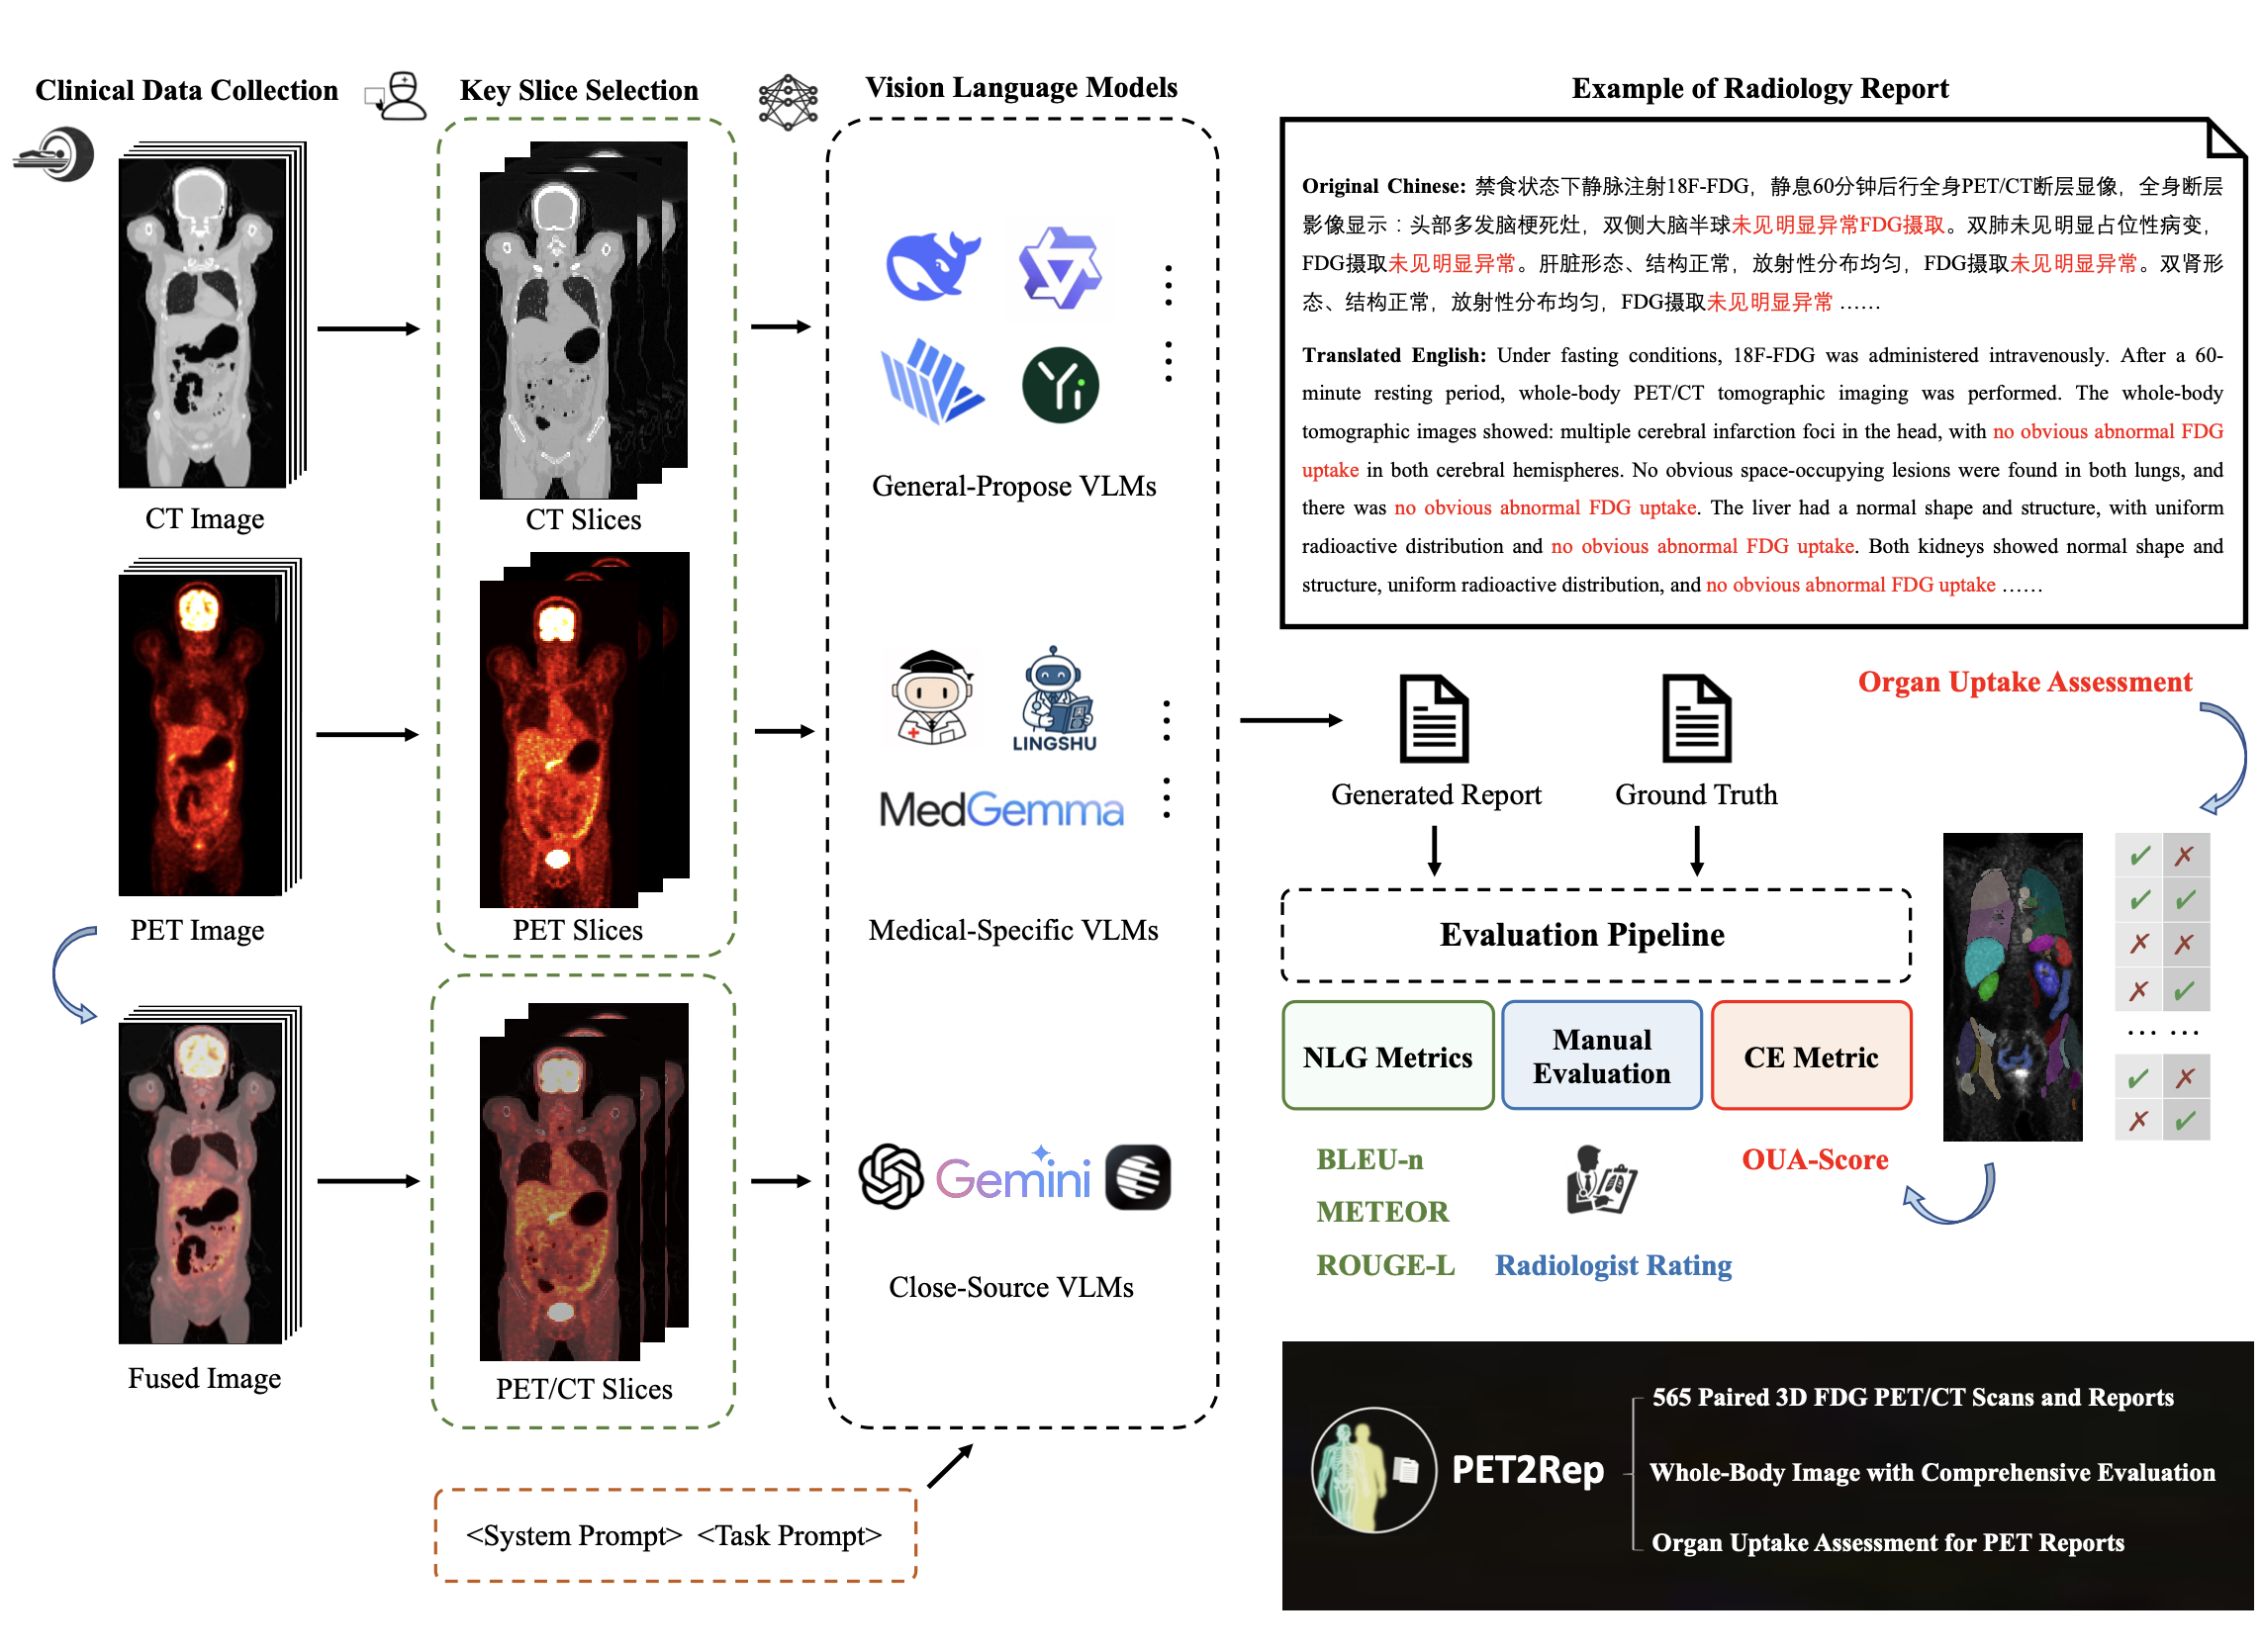 Clinical Data Collection
Key Slice Selection
Vision Language Models
Example of Radiology Report
CT Image
CT Slices
PET Image
PET Slices
Fused Image
PET/CT Slices
General-Propose VLMs
LINGSHU
MedGemma
Medical-Specific VLMs
Gemini
Close-Source VLMs
<System Prompt> <Task Prompt>
Original Chinese: 禁食状态下静脉注射18F-FDG，静息60分钟后行全身PET/CT断层显像，全身断层
影像显示：头部多发脑梗死灶，双侧大脑半球未见明显异常FDG摄取。双肺未见明显占位性病变，
FDG摄取未见明显异常。肝脏形态、结构正常，放射性分布均匀，FDG摄取未见明显异常。双肾形
态、结构正常，放射性分布均匀，FDG摄取未见明显异常 ......
Translated English: Under fasting conditions, 18F-FDG was administered intravenously. After a 60-
minute resting period, whole-body PET/CT tomographic imaging was performed. The whole-body
tomographic images showed: multiple cerebral infarction foci in the head, with no obvious abnormal FDG
uptake in both cerebral hemispheres. No obvious space-occupying lesions were found in both lungs, and
there was no obvious abnormal FDG uptake. The liver had a normal shape and structure, with uniform
radioactive distribution and no obvious abnormal FDG uptake. Both kidneys showed normal shape and
structure, uniform radioactive distribution, and no obvious abnormal FDG uptake ......
Organ Uptake Assessment
Generated Report
Ground Truth
Evaluation Pipeline
NLG Metrics
Manual
Evaluation
CE Metric
BLEU-n
METEOR
ROUGE-L
Radiologist Rating
OUA-Score
... ...
PET2Rep
565 Paired 3D FDG PET/CT Scans and Reports
Whole-Body Image with Comprehensive Evaluation
Organ Uptake Assessment for PET Reports
Yi